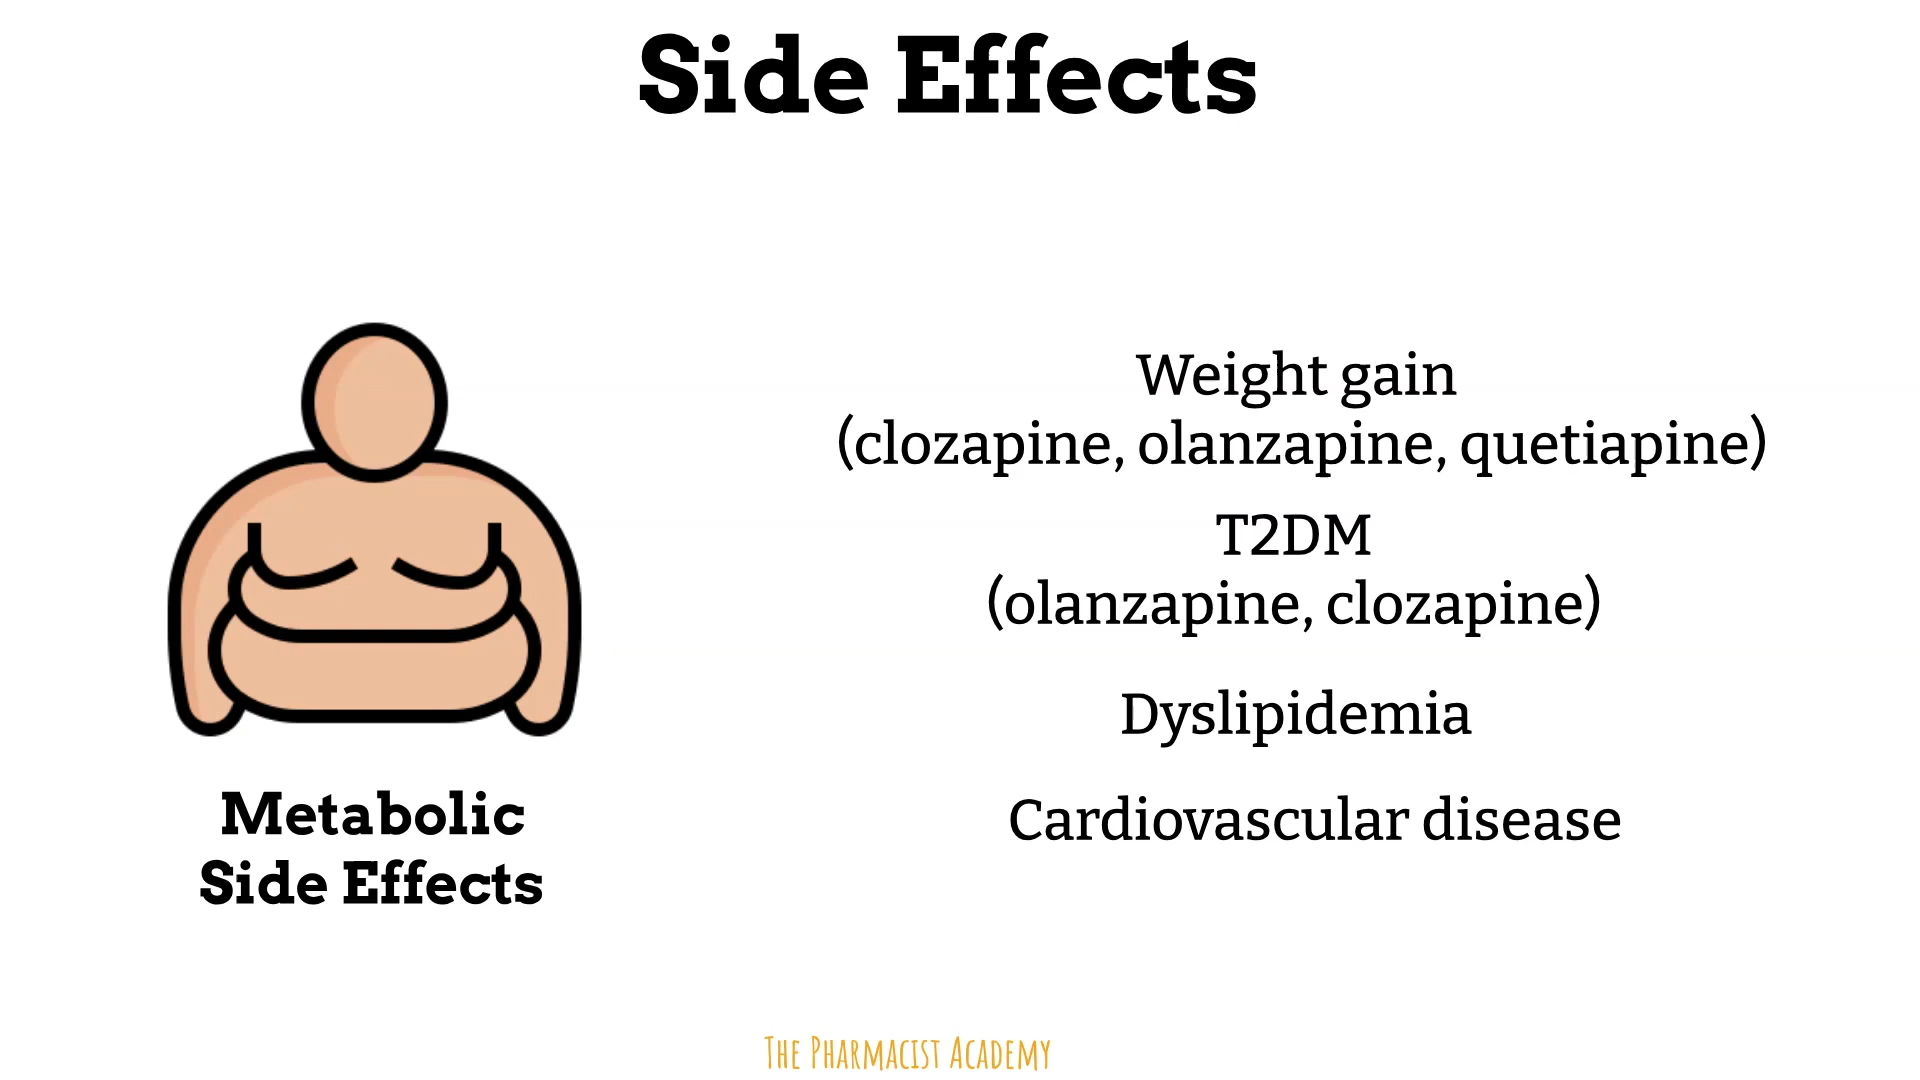 Side Effects
Metabolic
Side Effects
Weight gain
(clozapine, olanzapine, quetiapine)
T2DM
(olanzapine, clozapine)
Dyslipidemia
Cardiovascular disease
The Pharmacist Academy